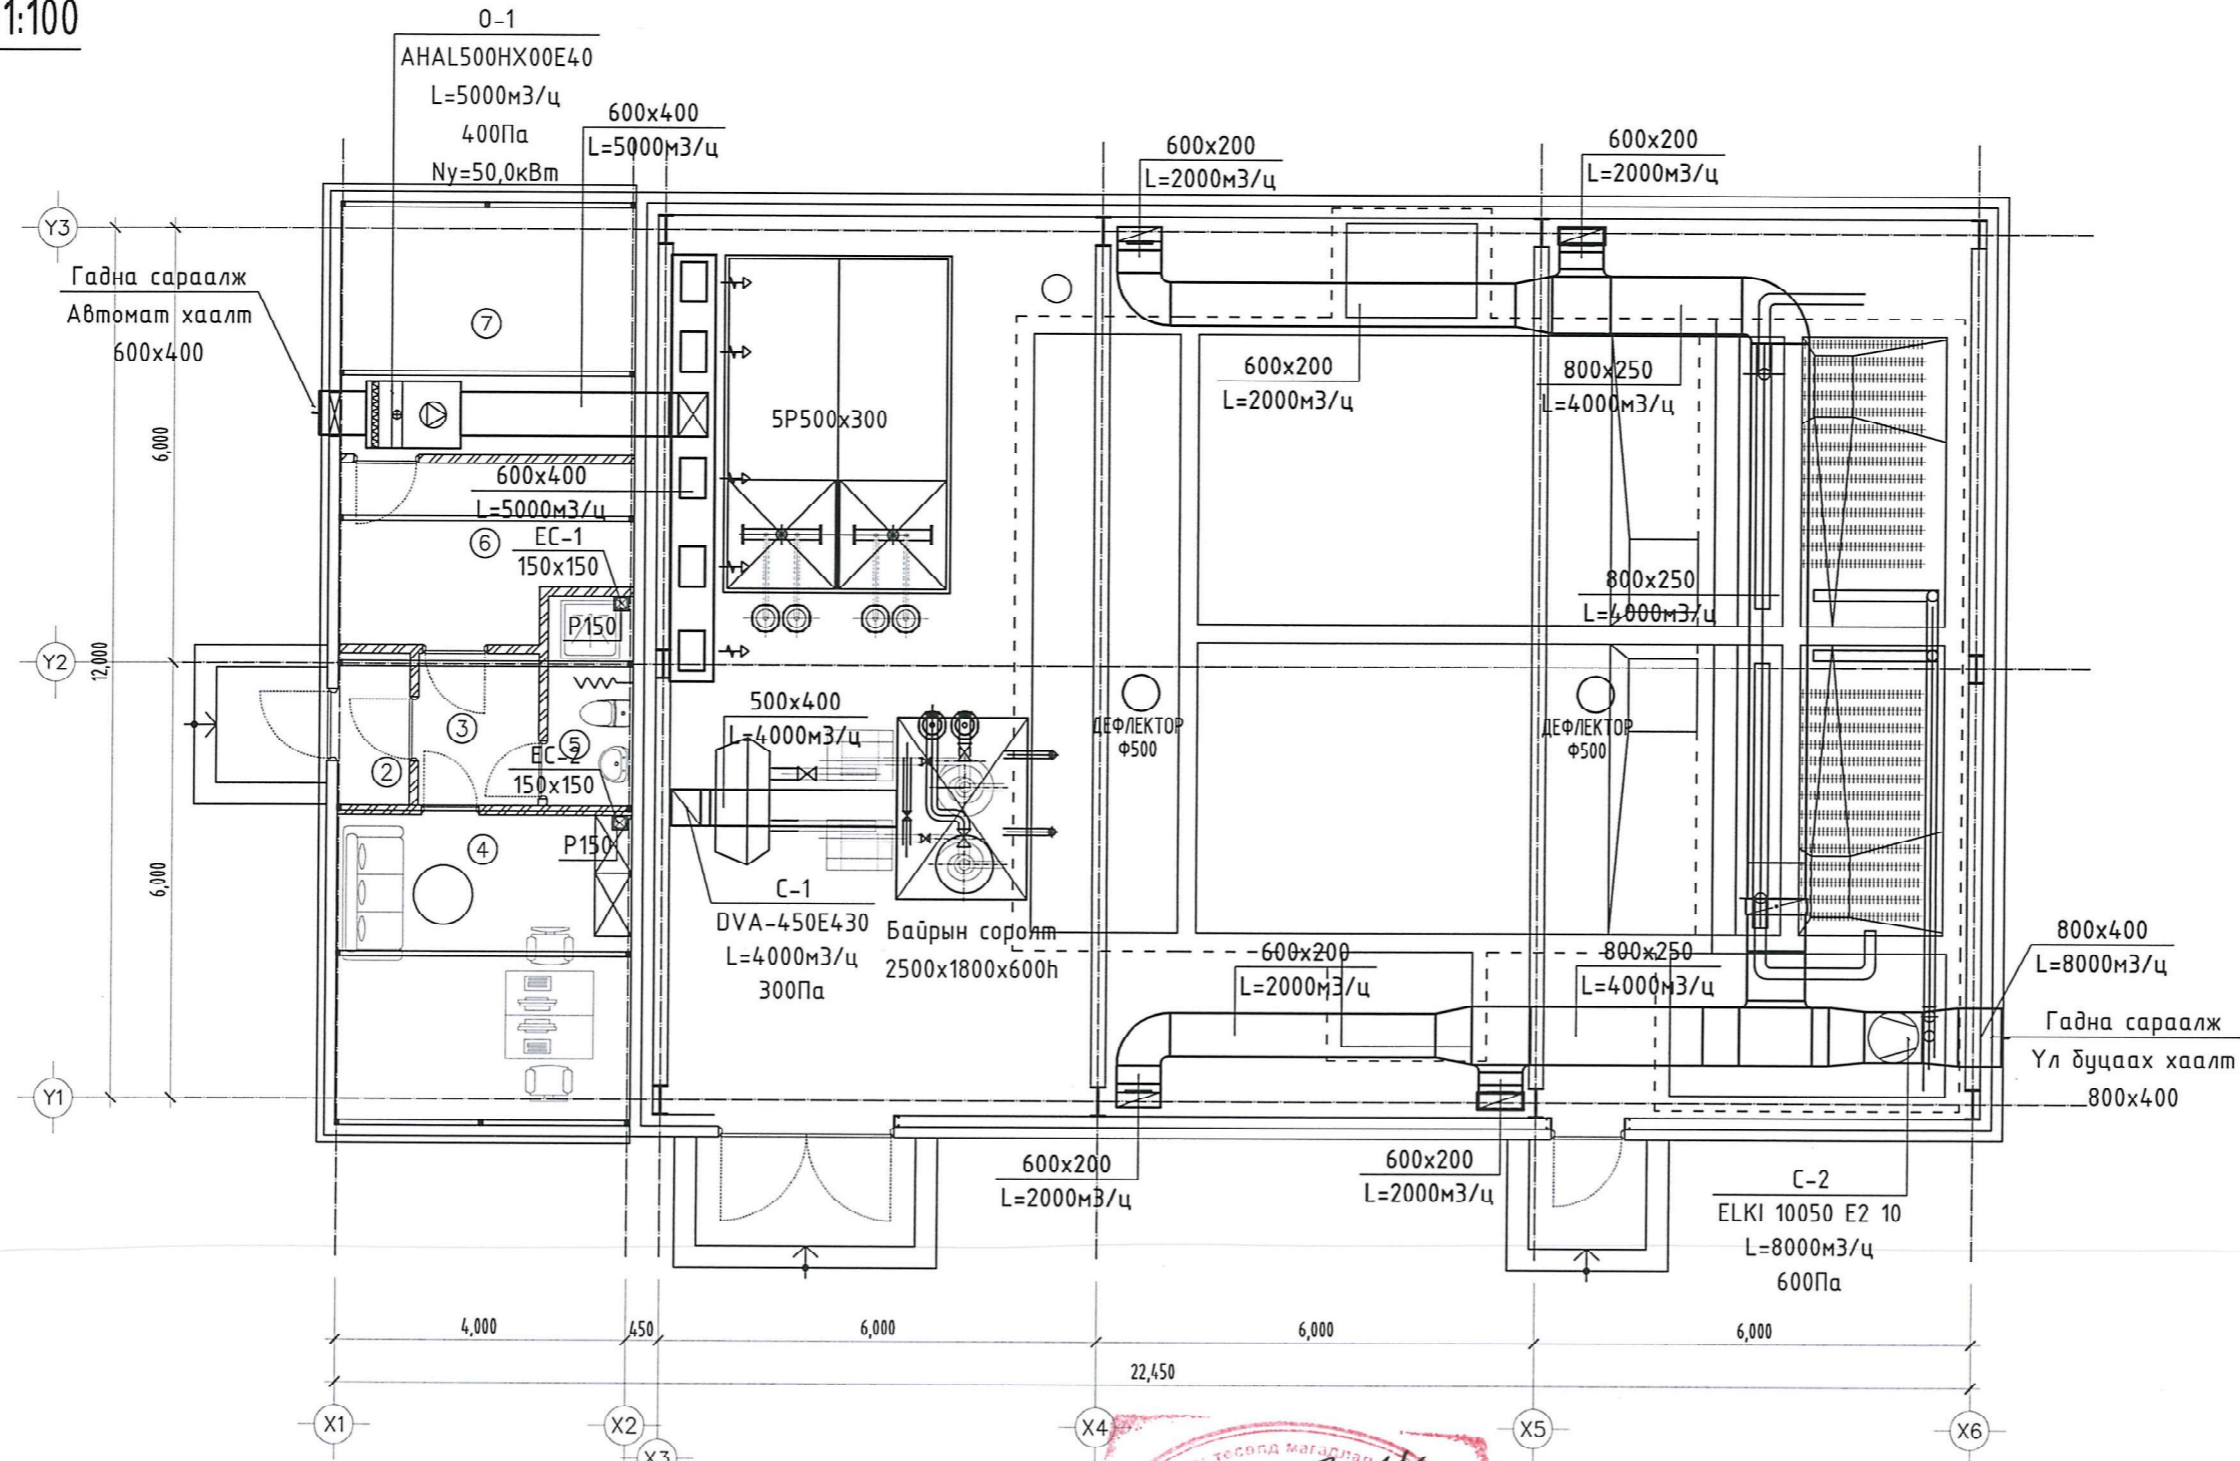 1:100
О-1
AHAL500HX00E40
L=5000м3/ц
400Па
Ny=50,0кВт
600x400
L=5000м3/ц
600x200
L=2000м3/ц
600x200
L=2000м3/ц
Y3
Гадна сараалж
Автомат хаалт
600x400
7
600x200
L=2000м3/ц
800x250
L=4000м3/ц
5P500x300
6,000
600x400
L=5000м3/ц
6
ЕС-1
150x150
P150
800x250
L=4000м3/ц
Y2
12,000
3
2
5
ЕС-2
150x150
500x400
L=4000м3/ц
ДЕФЛЕКТОР
Ф500
ДЕФЛЕКТОР
Ф500
4
P150
6,000
С-1
DVA-450E430
L=4000м3/ц
300Па
Байрын соролт
2500x1800x600h
600x200
L=2000м3/ц
800x250
L=4000м3/ц
800x400
L=8000м3/ц
Гадна сараалж
Үл буцаах хаалт
800x400
Y1
600x200
L=2000м3/ц
600x200
L=2000м3/ц
С-2
ELKI 10050 E2 10
L=8000м3/ц
600Па
4,000
450
6,000
6,000
6,000
22,450
X1
X2
X3
X4
X5
X6